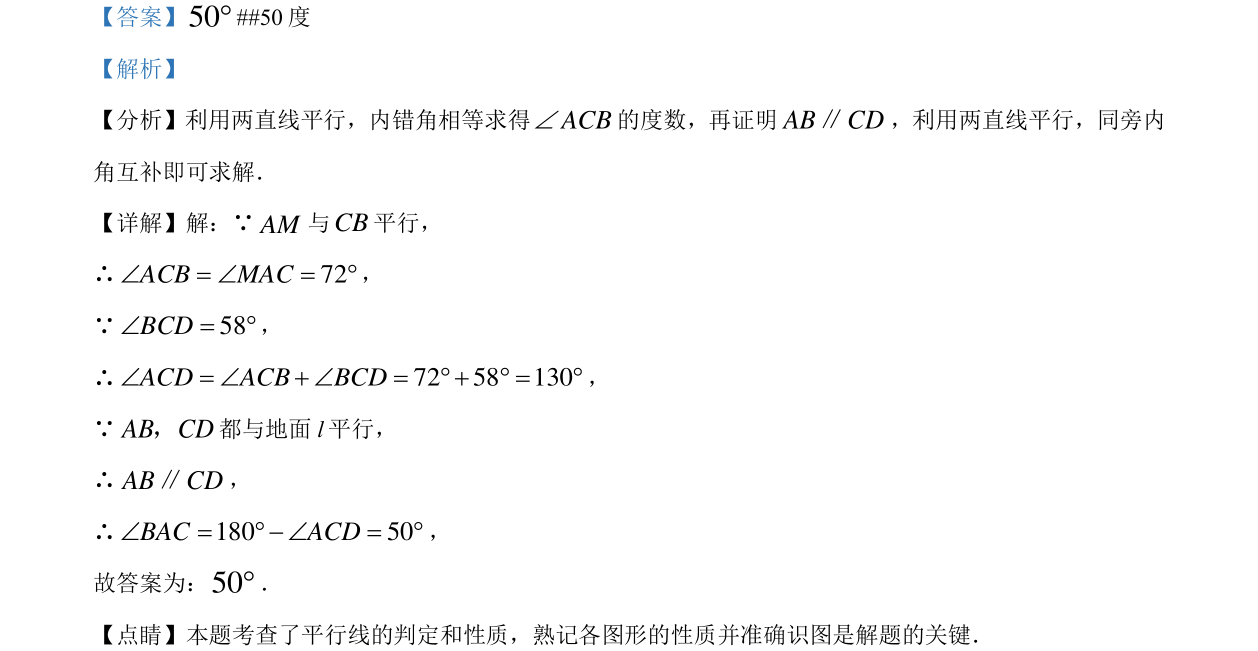 【答案】50°##50 度
【解析】
【分析】利用两直线平行，内错角相等求得∠ACB 的度数，再证明 AB∥CD，利用两直线平行，同旁内
角互补即可求解．
【详解】解：∵AM 与CB 平行，
∴∠ACB=∠MAC=72°，
∵∠BCD=58°，
∴∠ACD=∠ACB+∠BCD=72°+58°=130°，
∵AB，CD 都与地面 l 平行，
∴AB∥CD，
∴∠BAC=180°−∠ACD=50°，
故答案为：50°．
【点睛】本题考查了平行线的判定和性质，熟记各图形的性质并准确识图是解题的关键．